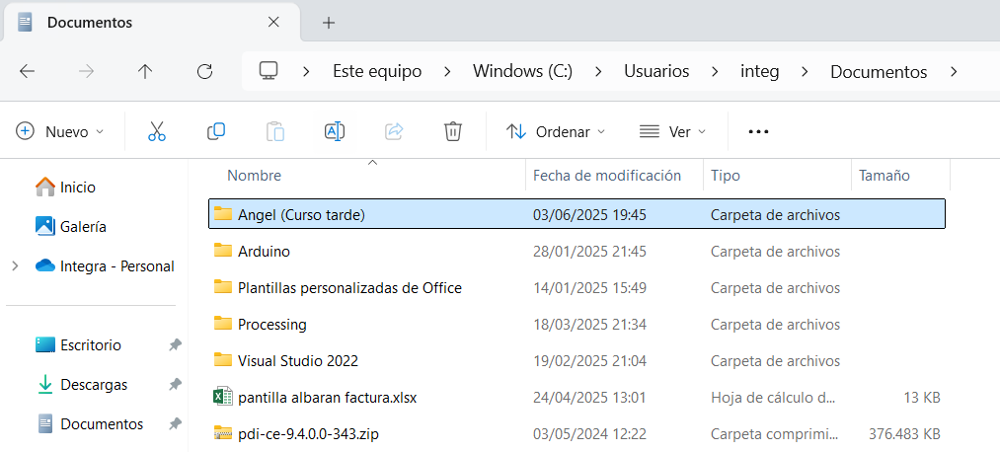 Documentos
Este equipo > Windows (C:) > Usuarios > integ > Documentos >
Nuevo Ordenar Ver
Nombre Fecha de modificación Tipo Tamaño
Inicio
Galería
Integra - Personal
Escritorio
Descargas
Documentos
Angel (Curso tarde) 03/06/2025 19:45 Carpeta de archivos
Arduino 28/01/2025 21:45 Carpeta de archivos
Plantillas personalizadas de Office 14/01/2025 15:49 Carpeta de archivos
Processing 18/03/2025 21:34 Carpeta de archivos
Visual Studio 2022 19/02/2025 21:04 Carpeta de archivos
pantilla albaran factura.xlsx 24/04/2025 13:01 Hoja de cálculo d... 13 KB
pdi-ce-9.4.0.0-343.zip 03/05/2024 12:22 Carpeta comprimi... 376.483 KB